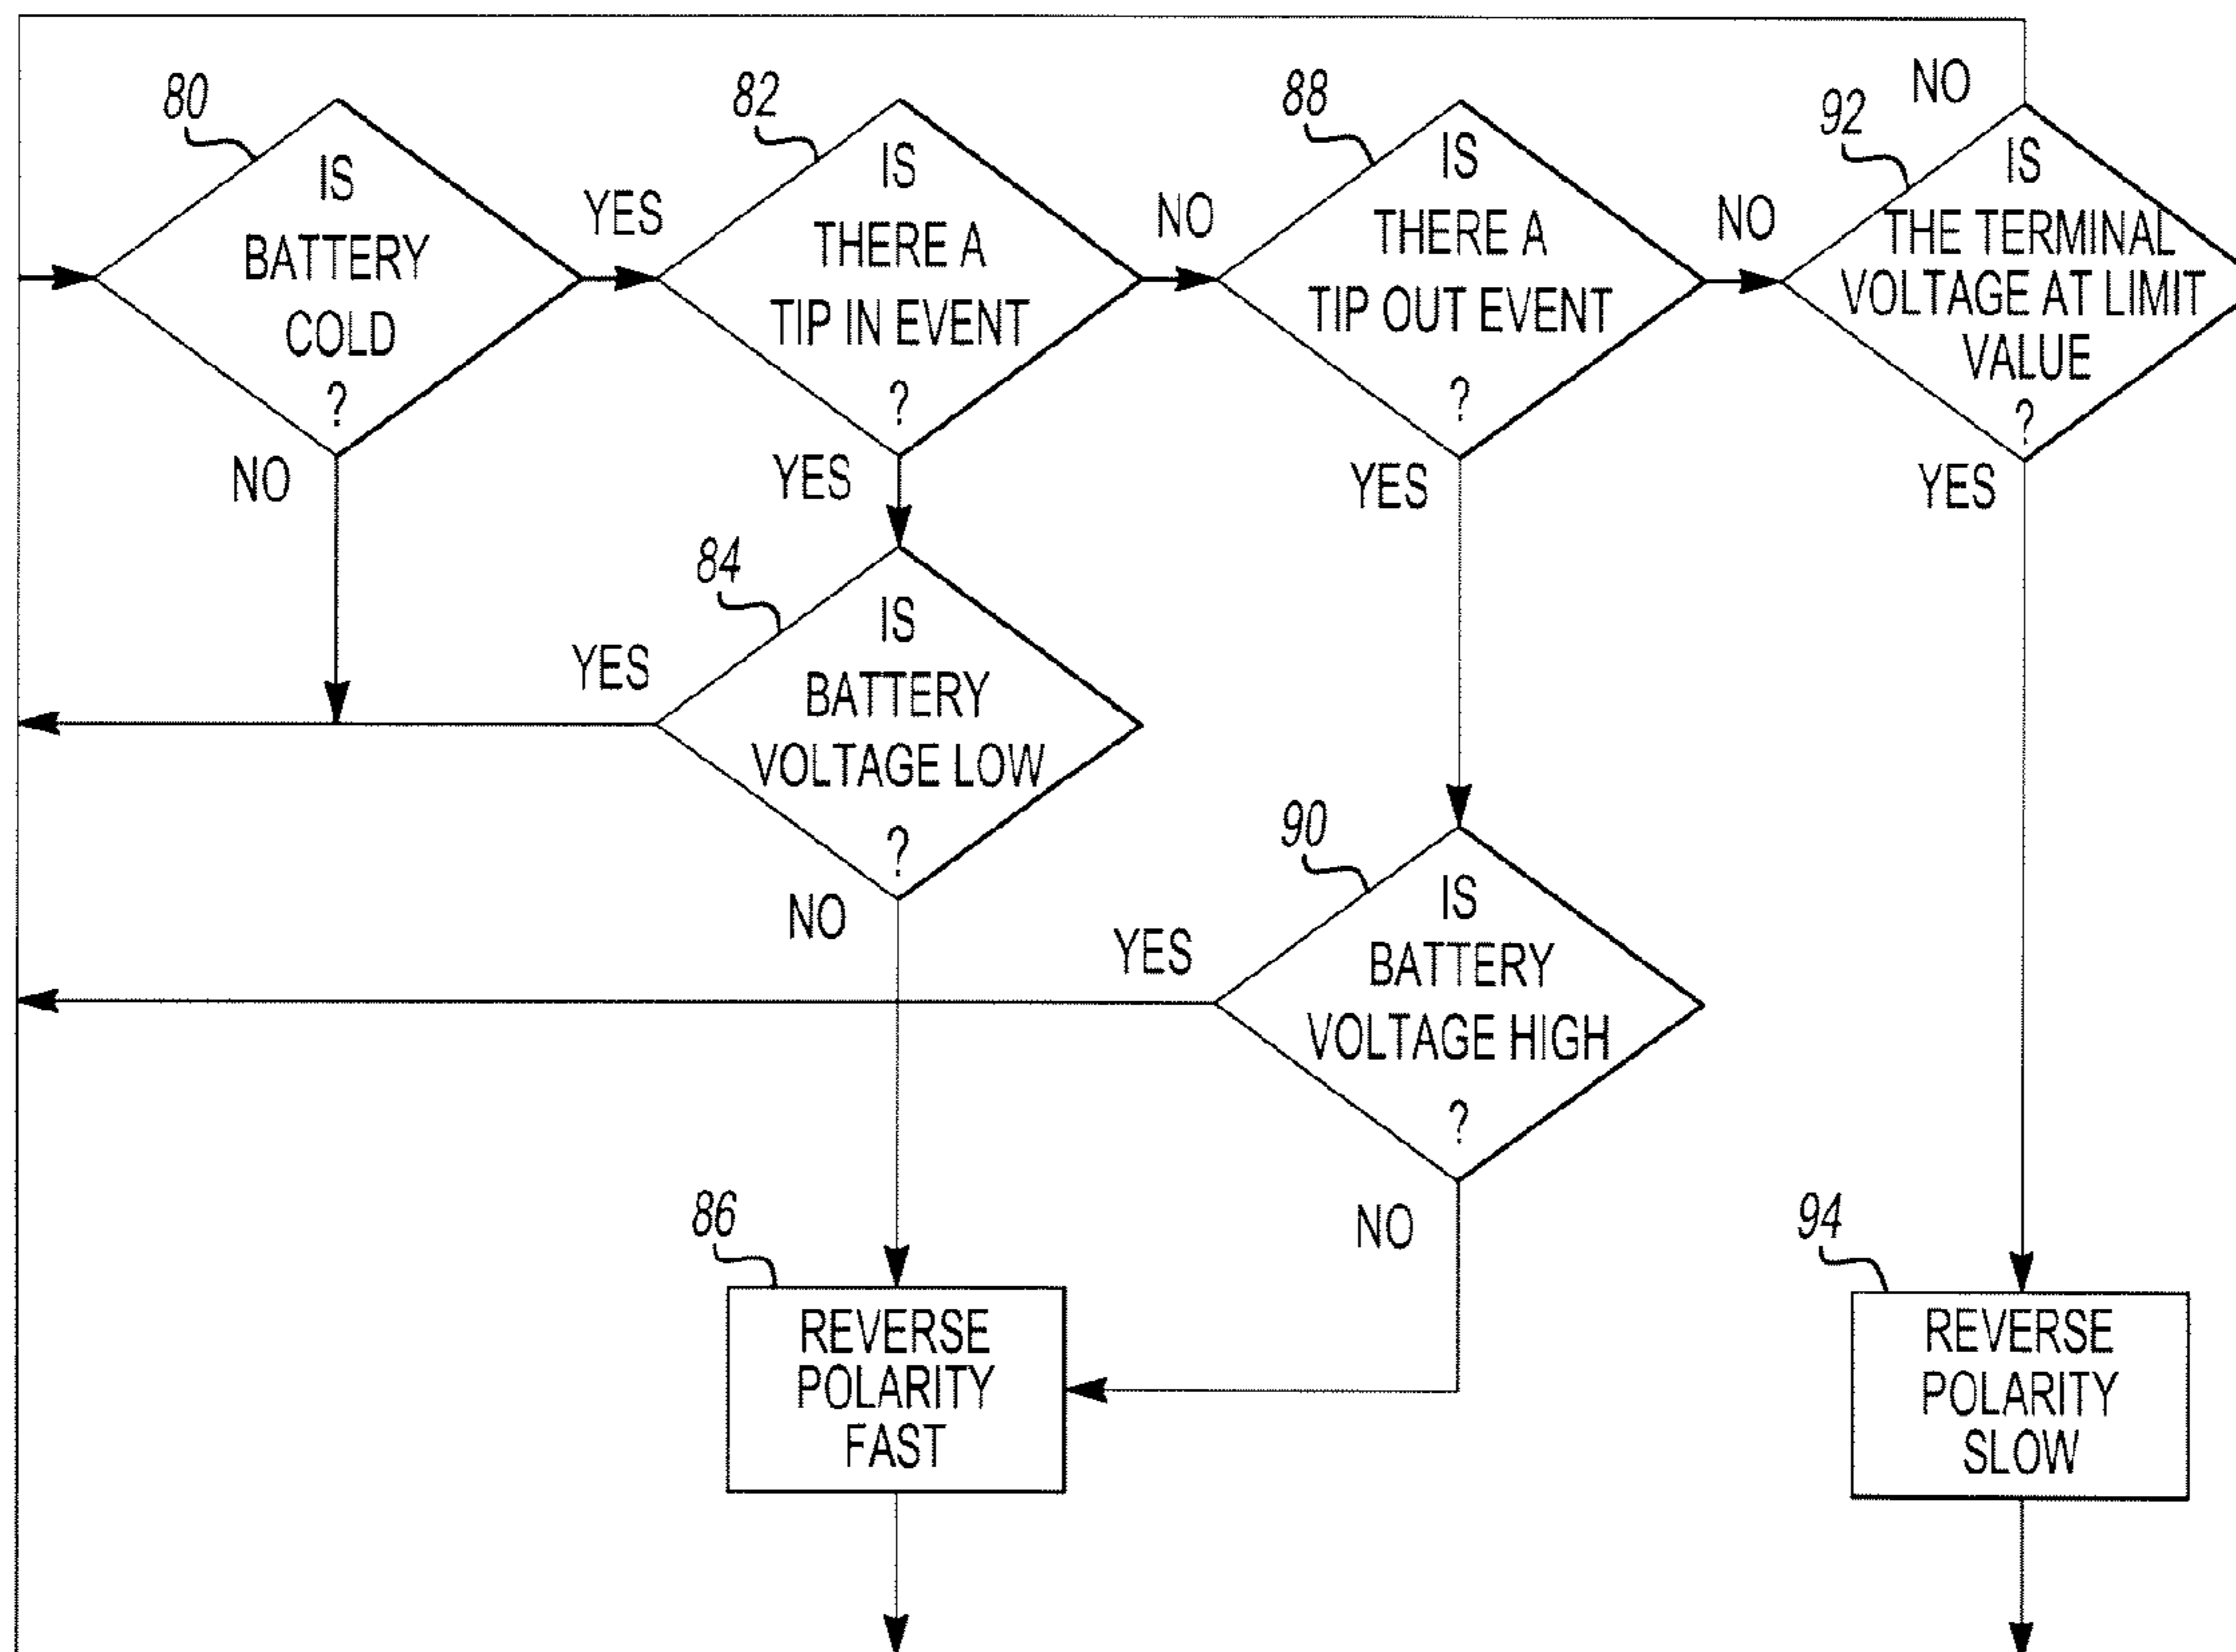 80
IS
BATTERY
COLD
?
YES
NO
82
IS
THERE A
TIP IN EVENT
?
NO
YES
88
IS
THERE A
TIP OUT EVENT
?
NO
YES
92
NO
IS
THE TERMINAL
VOLTAGE AT LIMIT
VALUE
?
YES
84
IS
BATTERY
VOLTAGE LOW
?
YES
NO
90
IS
BATTERY
VOLTAGE HIGH
?
YES
NO
86
REVERSE
POLARITY
FAST
94
REVERSE
POLARITY
SLOW